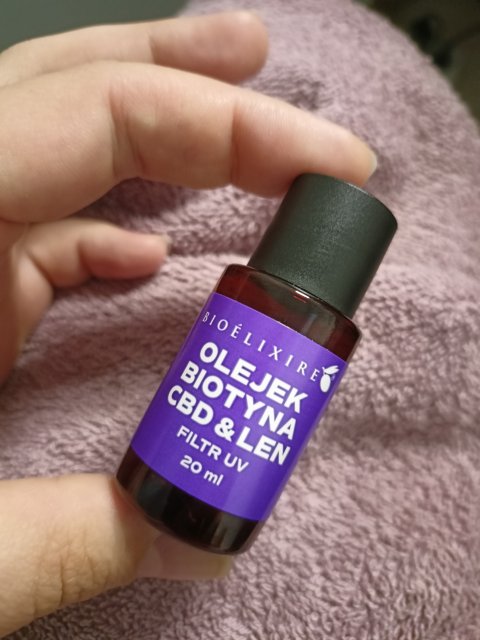 BIOÉLIXIRE
OLEJEK
BIOTYNA
CBD & LEN
FILTR UV
20 ml